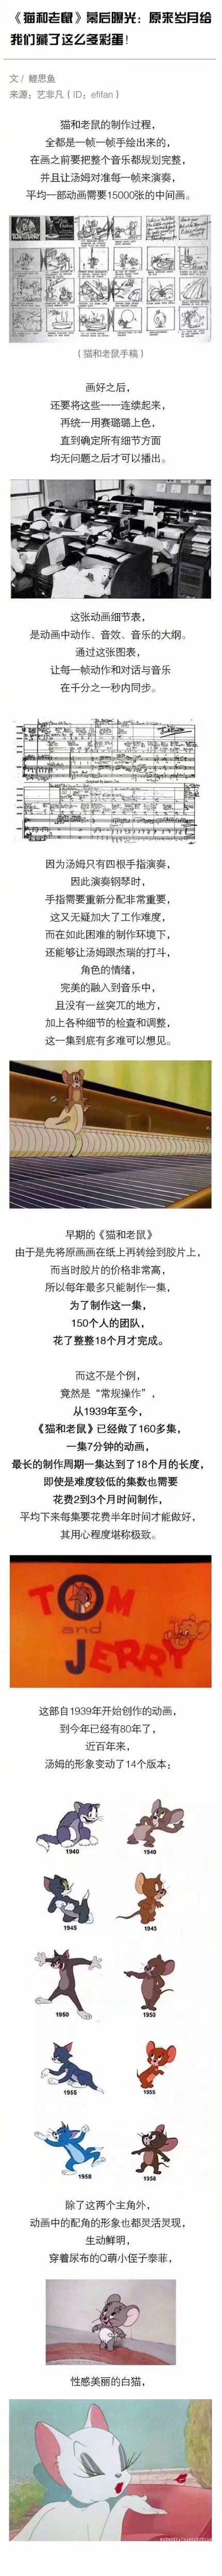 《猫和老鼠》幕后曝光：原来岁月给
我们藏了这么多彩蛋！
文 / 鲤思鱼
来源：艺非凡（ID：efifan）
猫和老鼠的制作过程，
全都是一帧一帧手绘出来的，
在画之前要把整个音乐都规划完整，
并且让汤姆对准每一帧来演奏，
平均一部动画需要15000张的中间画。
（猫和老鼠手稿）
画好之后，
还要将这些一一连续起来，
再统一用赛璐璐上色，
直到确定所有细节方面
均无问题之后才可以播出。
这张动画细节表，
是动画中动作、音效、音乐的大纲。
通过这张图表，
让每一帧动作和对话与音乐
在千分之一秒内同步。
因为汤姆只有四根手指演奏，
因此演奏钢琴时，
手指需要重新分配非常重要，
这又无疑加大了工作难度，
而在如此困难的制作环境下，
还能够让汤姆跟杰瑞的打斗，
角色的情绪，
完美的融入到音乐中，
且没有一丝突兀的地方，
加上各种细节的检查和调整，
这一集到底有多难可以想见。
早期的《猫和老鼠》
由于是先将原画画在纸上再转绘到胶片上，
而当时胶片的价格非常高，
所以每年最多只能制作一集，
为了制作这一集，
150个人的团队，
花了整整18个月才完成。
而这不是个例，
竟然是“常规操作”，
从1939年至今，
《猫和老鼠》已经做了160多集，
一集7分钟的动画，
最长的制作周期一集达到了18个月的长度，
即使是难度较低的集数也需要
花费2到3个月时间制作，
平均下来每集要花费半年时间才能做好，
其用心程度堪称极致。
TOM
and
JERRY
这部自1939年开始创作的动画，
到今年已经有80年了，
近百年来，
汤姆的形象变动了14个版本：
1940
1940
1945
1945
1950
1950
1955
1955
1958
1958
除了这两个主角外，
动画中的配角的形象也都灵活灵现，
生动鲜明，
穿着尿布的Q萌小侄子泰菲，
性感美丽的白猫，